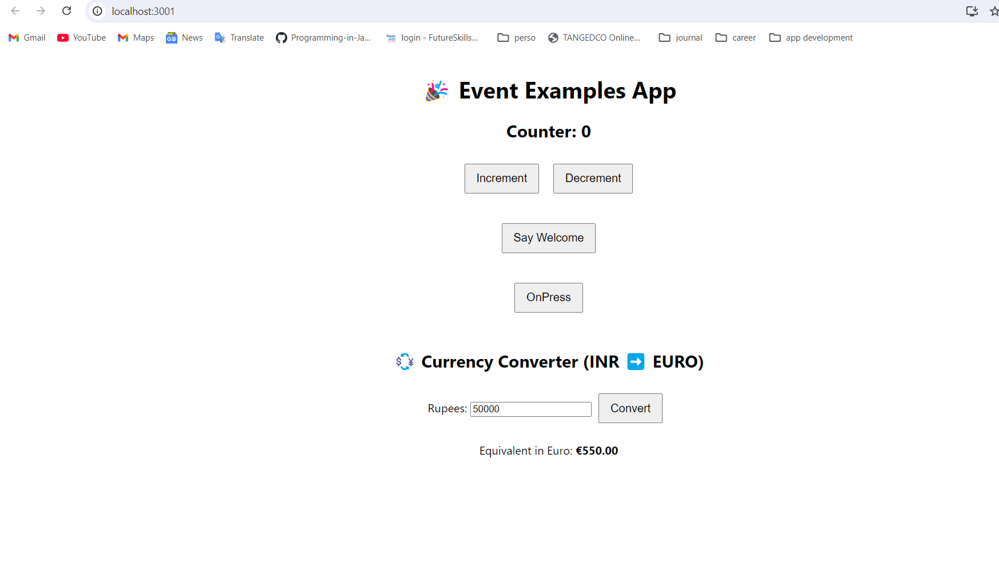 localhost:3001
Gmail YouTube Maps News Translate Programming-in-Ja... login - FutureSkills... perso TANGEDCO Online... journal career app development
🎉 Event Examples App
Counter: 0
Increment Decrement
Say Welcome
OnPress
💱 Currency Converter (INR ➡️ EURO)
Rupees: 50000 Convert
Equivalent in Euro: €550.00